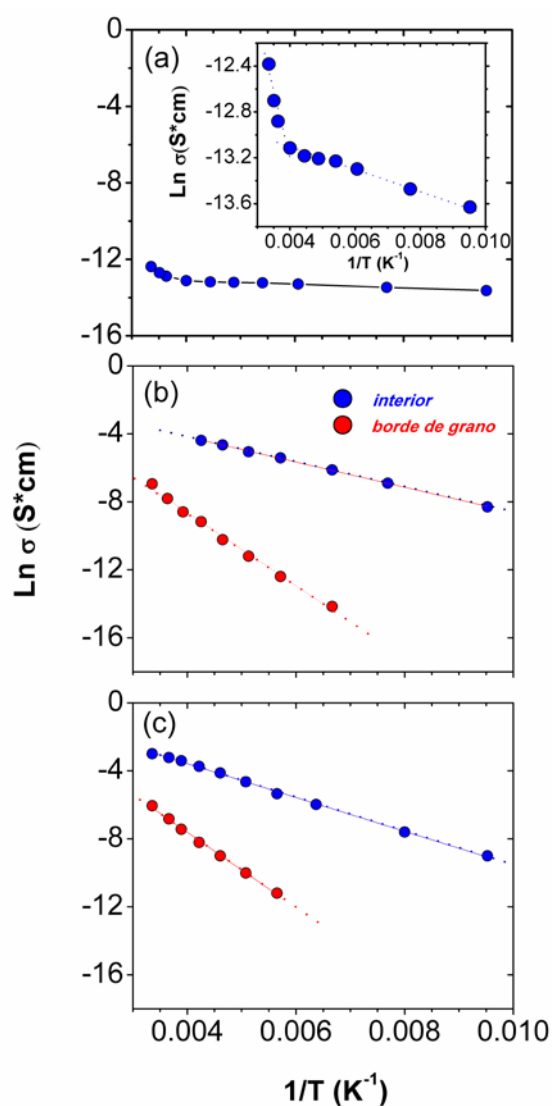 0
-4
-8
-12
-16
(a)
-12.4
-12.8
-13.2
-13.6
Ln σ(S*cm)
0.004 0.006 0.008 0.010
1/T (K⁻¹)
0
-4
-8
-12
-16
(b)
interior
borde de grano
Ln σ (S*cm)
0
-4
-8
-12
-16
(c)
0.004 0.006 0.008 0.010
1/T (K⁻¹)